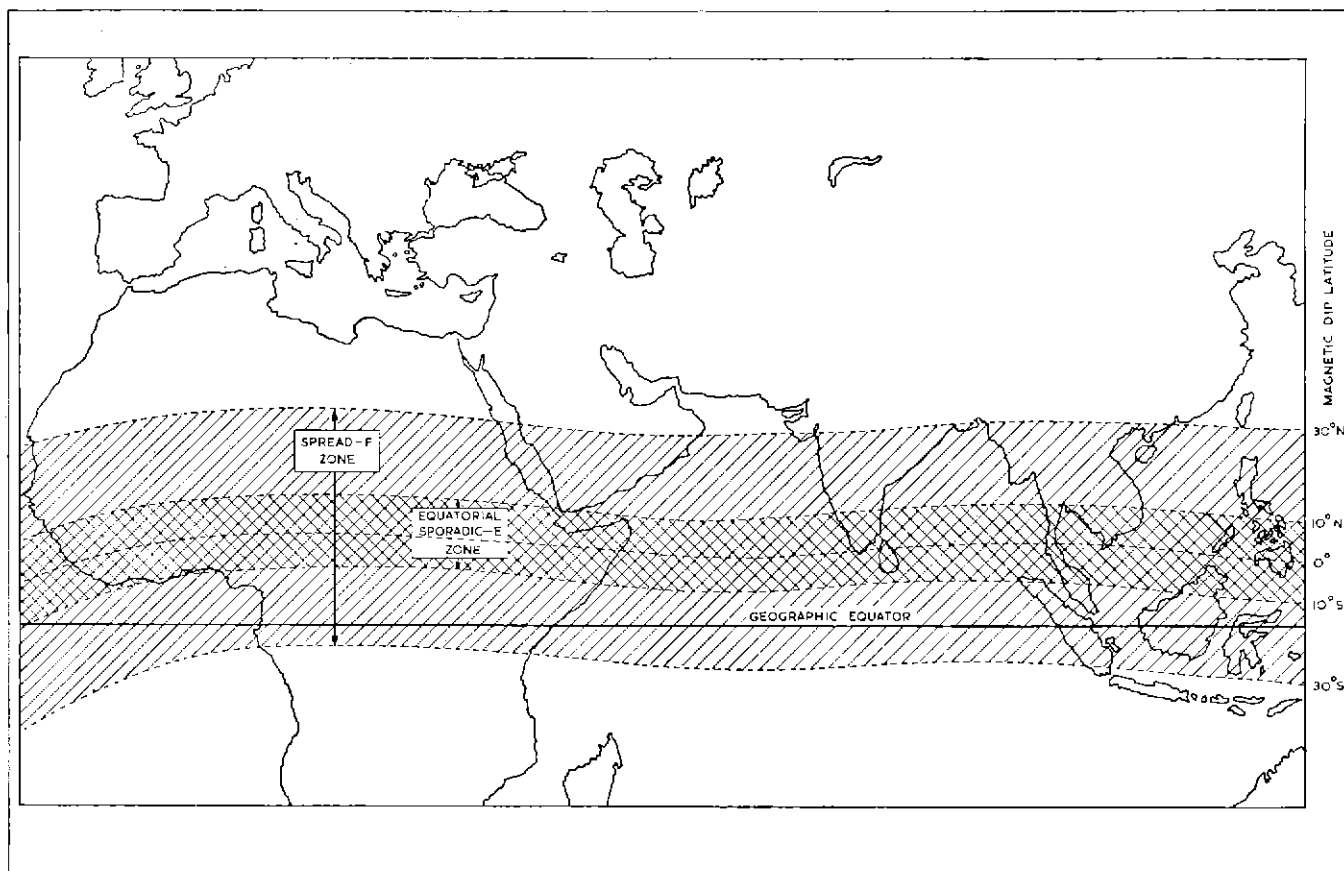 SPREAD-F
ZONE
EQUATORIAL
SPORADIC-E
ZONE
GEOGRAPHIC EQUATOR
MAGNETIC DIP LATITUDE
30°N
10°N
0°
10°S
30°S